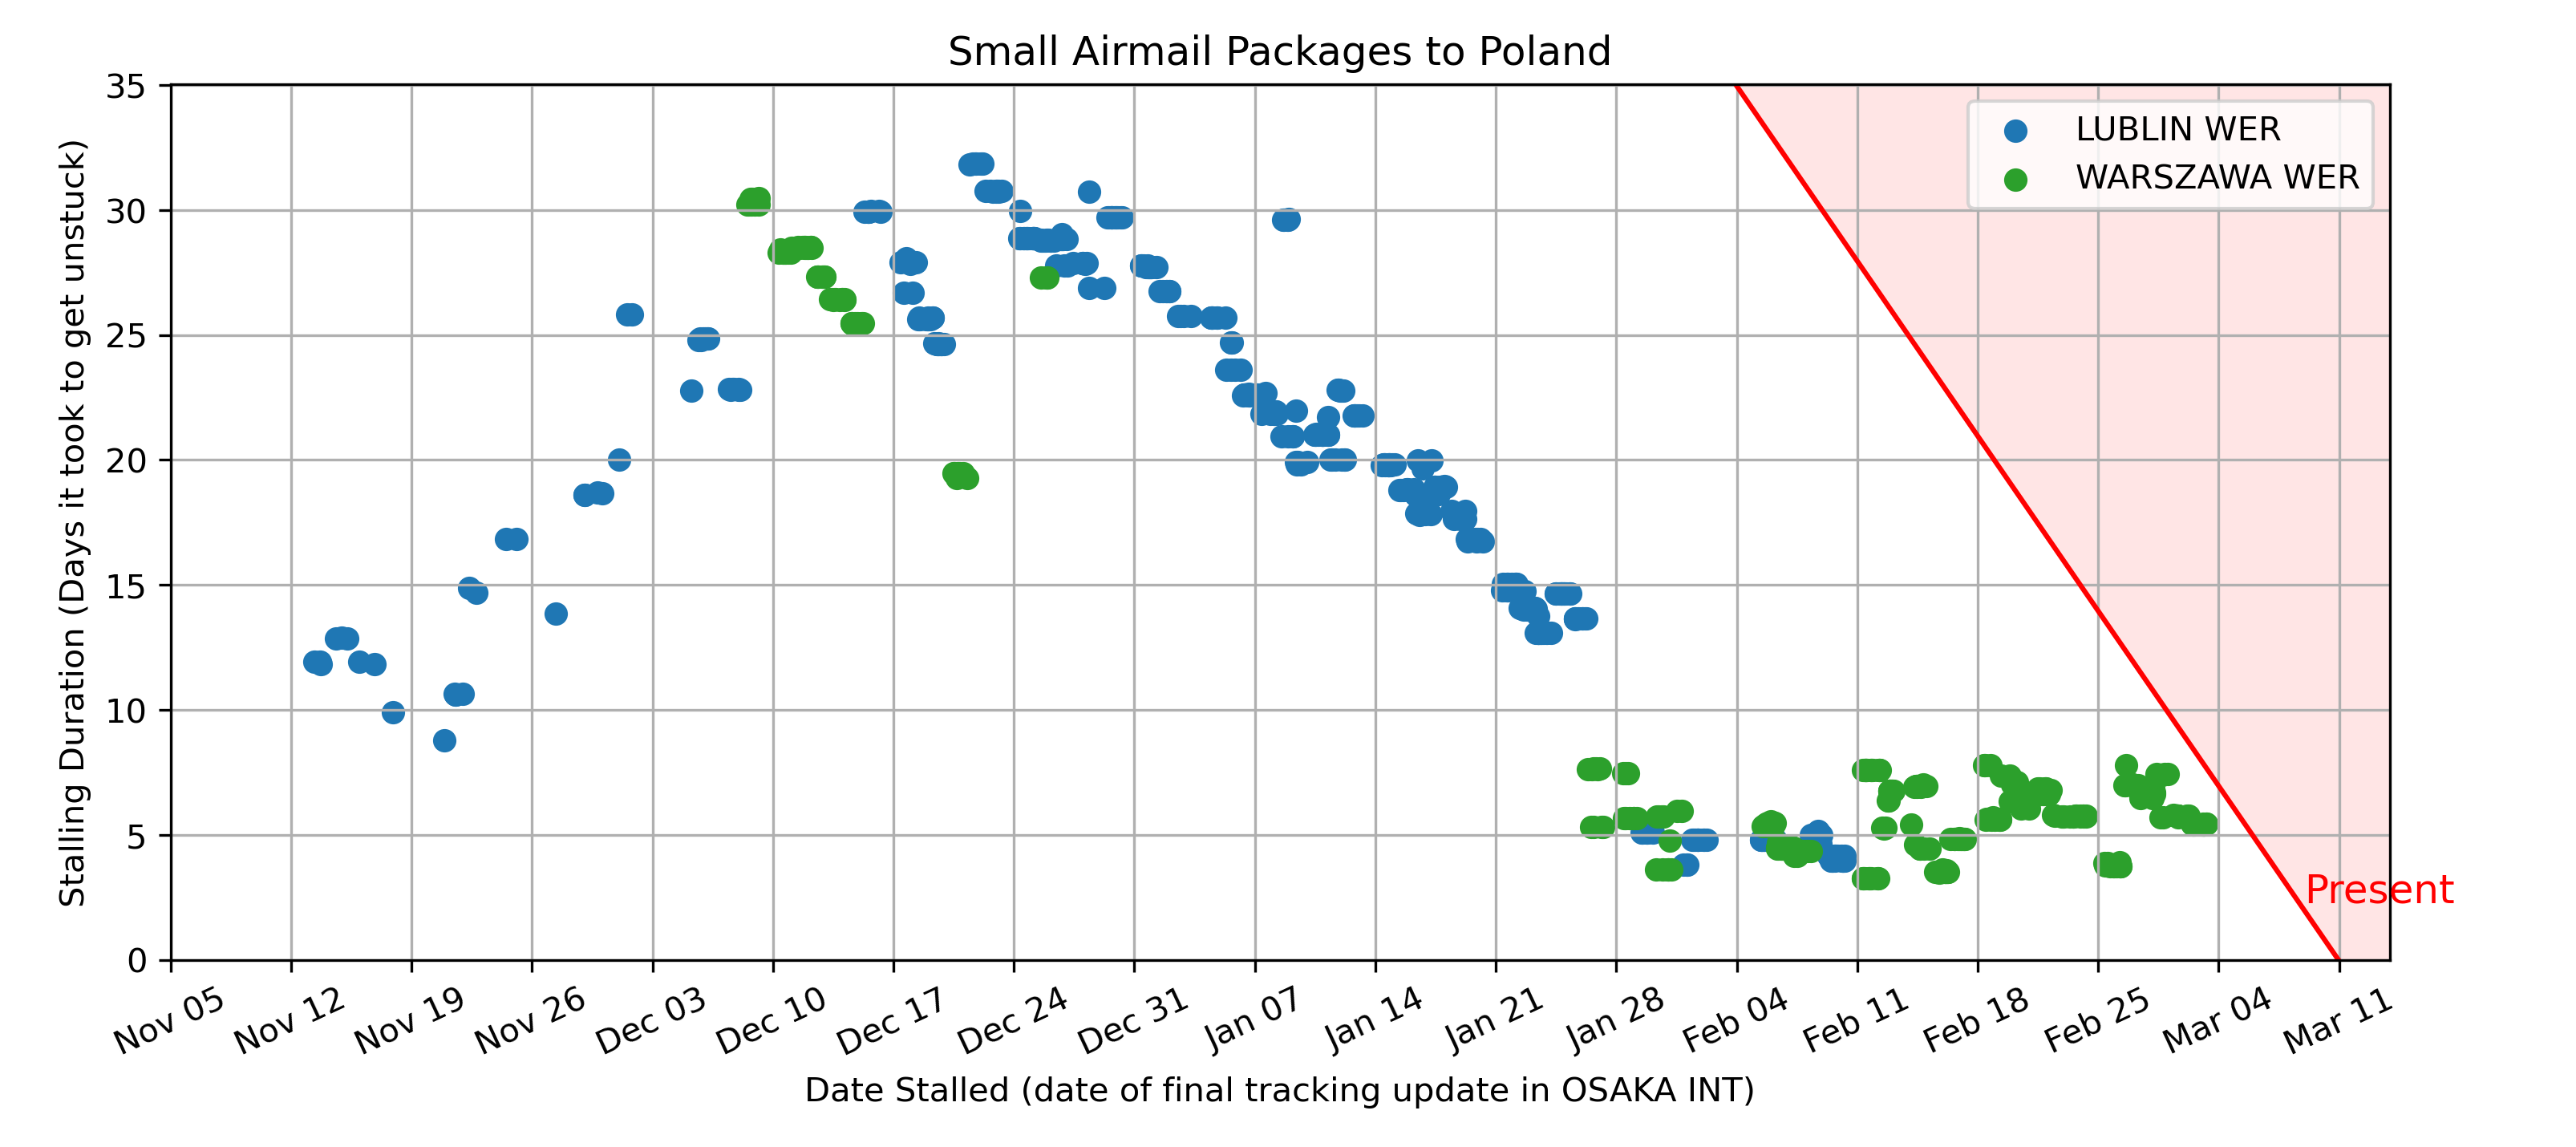 Small Airmail Packages to Poland
Stalling Duration (Days it took to get unstuck)
35
30
25
20
15
10
5
0
LUBLIN WER
WARSZAWA WER
Present
Nov 05
Nov 12
Nov 19
Nov 26
Dec 03
Dec 10
Dec 17
Dec 24
Dec 31
Jan 07
Jan 14
Jan 21
Jan 28
Feb 04
Feb 11
Feb 18
Feb 25
Mar 04
Mar 11
Date Stalled (date of final tracking update in OSAKA INT)